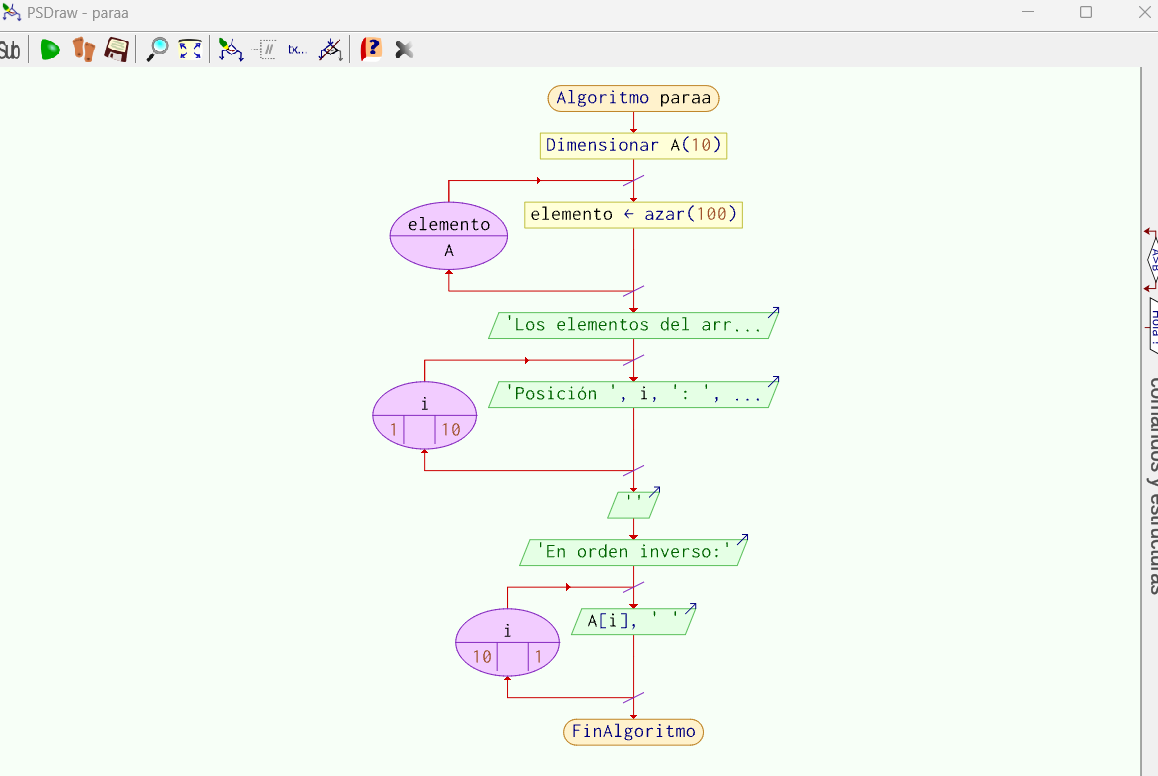 PSDraw - paraa
Sub
tx...
?
Algoritmo paraa
Dimensionar A(10)
elemento ← azar(100)
elemento
A
'Los elementos del arr...
'Posición ', i, ': ', ...
i
1 10
''
'En orden inverso:'
A[i], ' '
i
10 1
FinAlgoritmo
A>B
comandos y estructuras